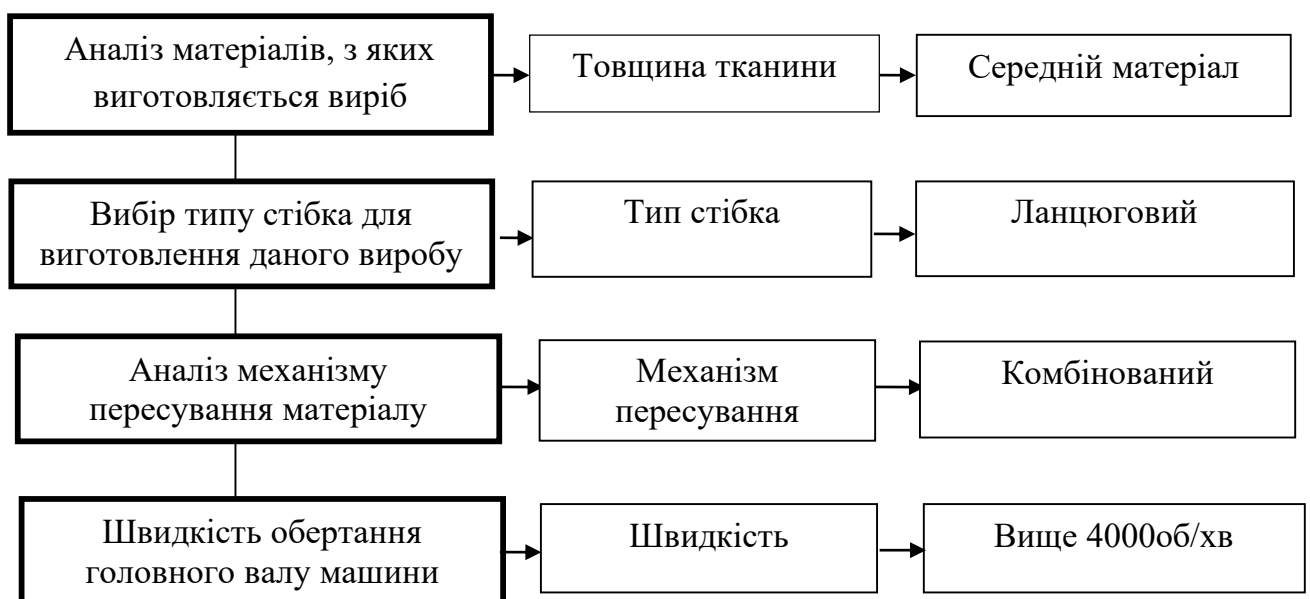 Аналіз матеріалів, з яких
виготовляється виріб
Товщина тканини
Середній матеріал
Вибір типу стібка для
виготовлення даного виробу
Тип стібка
Ланцюговий
Аналіз механізму
пересування матеріалу
Механізм
пересування
Комбінований
Швидкість обертання
головного валу машини
Швидкість
Вище 4000об/хв